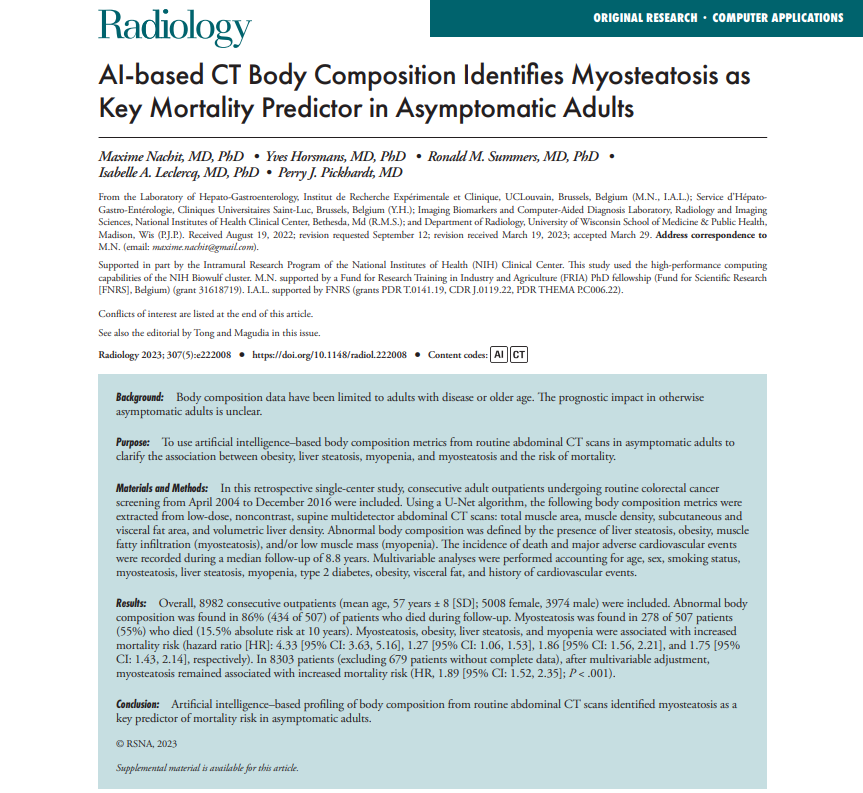 Radiology
ORIGINAL RESEARCH · COMPUTER APPLICATIONS
AI-based CT Body Composition Identifies Myosteatosis as
Key Mortality Predictor in Asymptomatic Adults
Maxime Nachit, MD, PhD • Yves Horsmans, MD, PhD • Ronald M. Summers, MD, PhD •
Isabelle A. Leclercq, MD, PhD • Perry J. Pickhardt, MD
From the Laboratory of Hepato-Gastroenterology, Institut de Recherche Expérimentale et Clinique, UCLouvain, Brussels, Belgium (M.N., I.A.L.); Service d'Hépato-
Gastro-Entérologie, Cliniques Universitaires Saint-Luc, Brussels, Belgium (Y.H.); Imaging Biomarkers and Computer-Aided Diagnosis Laboratory, Radiology and Imaging
Sciences, National Institutes of Health Clinical Center, Bethesda, Md (R.M.S.); and Department of Radiology, University of Wisconsin School of Medicine & Public Health,
Madison, Wis (P.J.P.). Received August 19, 2022; revision requested September 12; revision received March 19, 2023; accepted March 29. Address correspondence to
M.N. (email: maxime.nachit@gmail.com).
Supported in part by the Intramural Research Program of the National Institutes of Health (NIH) Clinical Center. This study used the high-performance computing
capabilities of the NIH Biowulf cluster. M.N. supported by a Fund for Research Training in Industry and Agriculture (FRIA) PhD fellowship (Fund for Scientific Research
[FNRS], Belgium) (grant 31618719). I.A.L. supported by FNRS (grants PDR T.0141.19, CDR J.0119.22, PDR THEMA P.C006.22).
Conflicts of interest are listed at the end of this article.
See also the editorial by Tong and Magudia in this issue.
Radiology 2023; 307(5):e222008 • https://doi.org/10.1148/radiol.222008 • Content codes: AI CT
Background: Body composition data have been limited to adults with disease or older age. The prognostic impact in otherwise
asymptomatic adults is unclear.
Purpose: To use artificial intelligence–based body composition metrics from routine abdominal CT scans in asymptomatic adults to
clarify the association between obesity, liver steatosis, myopenia, and myosteatosis and the risk of mortality.
Materials and Methods: In this retrospective single-center study, consecutive adult outpatients undergoing routine colorectal cancer
screening from April 2004 to December 2016 were included. Using a U-Net algorithm, the following body composition metrics were
extracted from low-dose, noncontrast, supine multidetector abdominal CT scans: total muscle area, muscle density, subcutaneous and
visceral fat area, and volumetric liver density. Abnormal body composition was defined by the presence of liver steatosis, obesity, muscle
fatty infiltration (myosteatosis), and/or low muscle mass (myopenia). The incidence of death and major adverse cardiovascular events
were recorded during a median follow-up of 8.8 years. Multivariable analyses were performed accounting for age, sex, smoking status,
myosteatosis, liver steatosis, myopenia, type 2 diabetes, obesity, visceral fat, and history of cardiovascular events.
Results: Overall, 8982 consecutive outpatients (mean age, 57 years ± 8 [SD]; 5008 female, 3974 male) were included. Abnormal body
composition was found in 86% (434 of 507) of patients who died during follow-up. Myosteatosis was found in 278 of 507 patients
(55%) who died (15.5% absolute risk at 10 years). Myosteatosis, obesity, liver steatosis, and myopenia were associated with increased
mortality risk (hazard ratio [HR]: 4.33 [95% CI: 3.63, 5.16], 1.27 [95% CI: 1.06, 1.53], 1.86 [95% CI: 1.56, 2.21], and 1.75 [95%
CI: 1.43, 2.14], respectively). In 8303 patients (excluding 679 patients without complete data), after multivariable adjustment,
myosteatosis remained associated with increased mortality risk (HR, 1.89 [95% CI: 1.52, 2.35]; P < .001).
Conclusion: Artificial intelligence–based profiling of body composition from routine abdominal CT scans identified myosteatosis as a
key predictor of mortality risk in asymptomatic adults.
© RSNA, 2023
Supplemental material is available for this article.